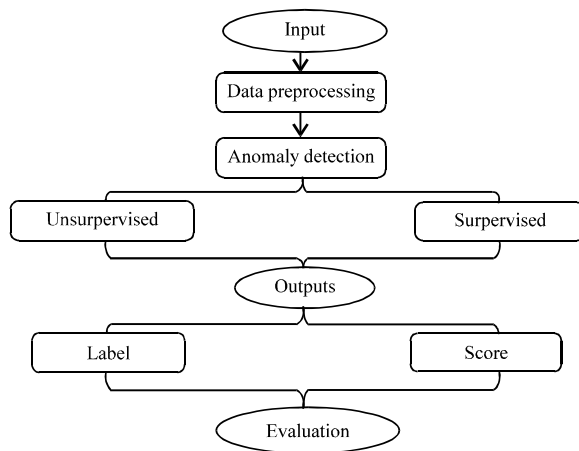 Input
Data preprocessing
Anomaly detection
Unsurpervised
Surpervised
Outputs
Label
Score
Evaluation